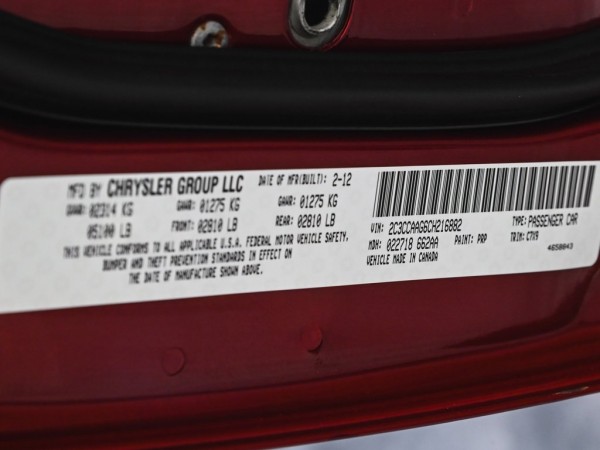 MFD BY CHRYSLER GROUP LLC DATE OF MFR(BUILT): 2-12
GVWR: 02314 KG GAWR: 01275 KG GAWR: 01275 KG
05100 LB FRONT: 02810 LB REAR: 02810 LB
THIS VEHICLE CONFORMS TO ALL APPLICABLE U.S.A. FEDERAL MOTOR VEHICLE SAFETY,
BUMPER AND THEFT PREVENTION STANDARDS IN EFFECT ON
THE DATE OF MANUFACTURE SHOWN ABOVE.
VIN: 2C3CCAAG6CH216882 TYPE: PASSENGER CAR
MDH: 022718 662AA PAINT: PRP TRIM: C7X9
VEHICLE MADE IN CANADA 4658043